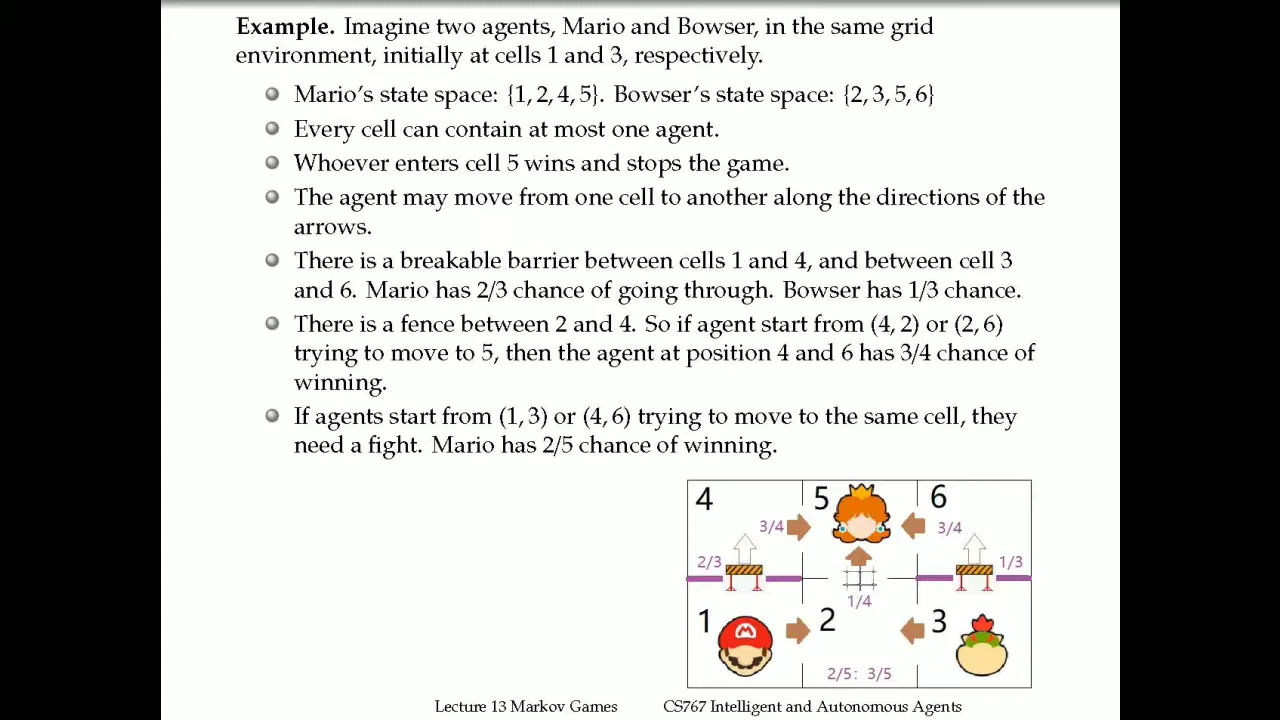 Example. Imagine two agents, Mario and Bowser, in the same grid
environment, initially at cells 1 and 3, respectively.
Mario's state space: {1, 2, 4, 5}. Bowser's state space: {2, 3, 5, 6}
Every cell can contain at most one agent.
Whoever enters cell 5 wins and stops the game.
The agent may move from one cell to another along the directions of the
arrows.
There is a breakable barrier between cells 1 and 4, and between cell 3
and 6. Mario has 2/3 chance of going through. Bowser has 1/3 chance.
There is a fence between 2 and 4. So if agent start from (4, 2) or (2, 6)
trying to move to 5, then the agent at position 4 and 6 has 3/4 chance of
winning.
If agents start from (1, 3) or (4, 6) trying to move to the same cell, they
need a fight. Mario has 2/5 chance of winning.
4 5 6
3/4 3/4
2/3 1/3
1/4
1 M 2 3
2/5: 3/5
Lecture 13 Markov Games CS767 Intelligent and Autonomous Agents